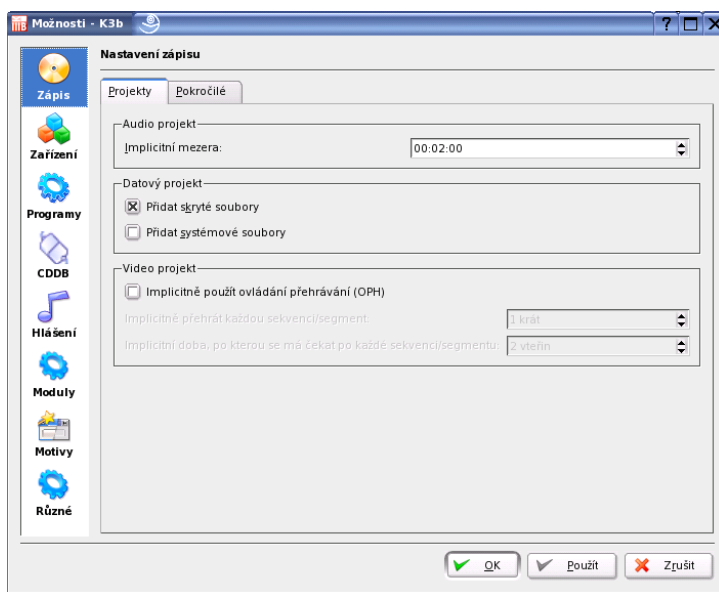 Možnosti - K3b
Zápis
Zařízení
Programy
CDDB
Hlášení
Moduly
Motivy
Různé
Nastavení zápisu
Projekty Pokročilé
Audio projekt
Implicitní mezera: 00:02:00
Datový projekt
Přidat skryté soubory
Přidat systémové soubory
Video projekt
Implicitně použít ovládání přehrávání (OPH)
Implicitně přehrát každou sekvenci/segment 1 krát
Implicitní doba, po kterou se má čekat po každé sekvenci/segmentu: 2 vteřin
OK Použít Zrušit